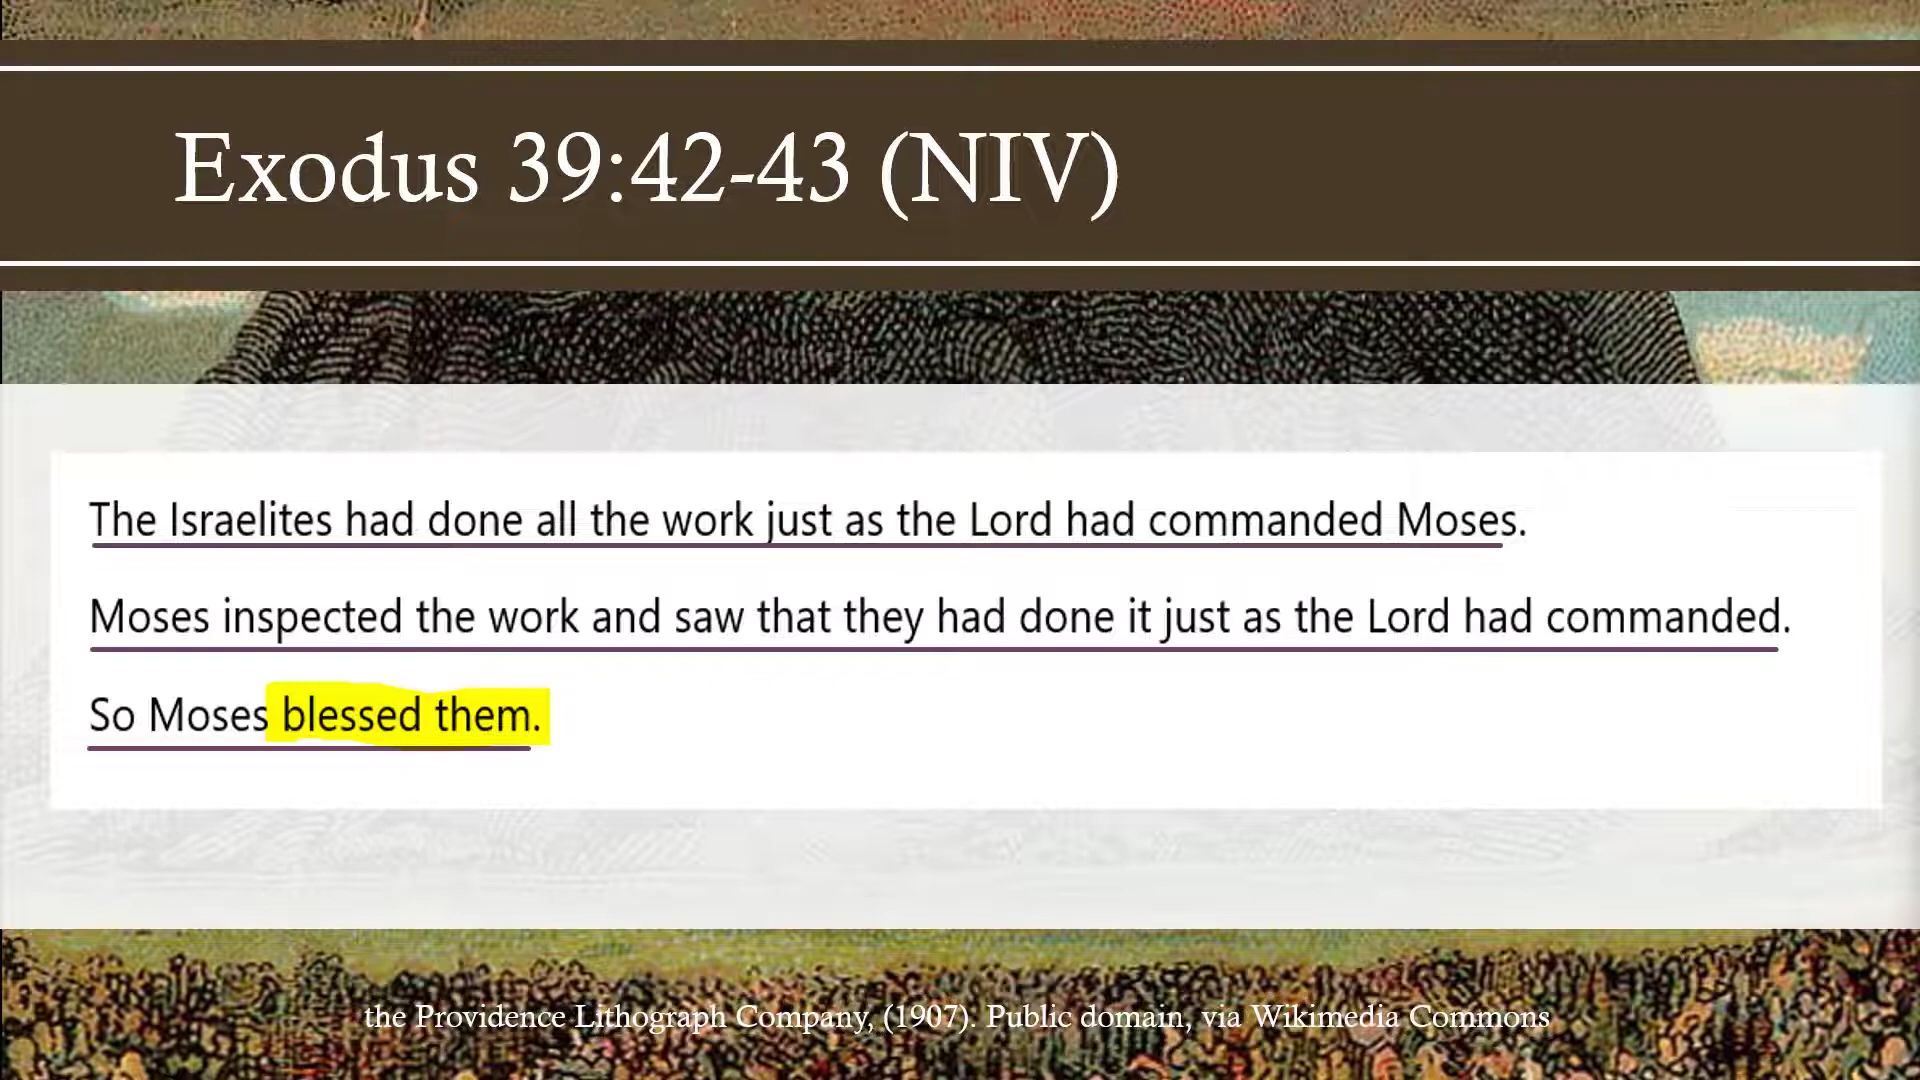 Exodus 39:42-43 (NIV)
The Israelites had done all the work just as the Lord had commanded Moses.
Moses inspected the work and saw that they had done it just as the Lord had commanded.
So Moses blessed them.
the Providence Lithograph Company, (1907). Public domain, via Wikimedia Commons